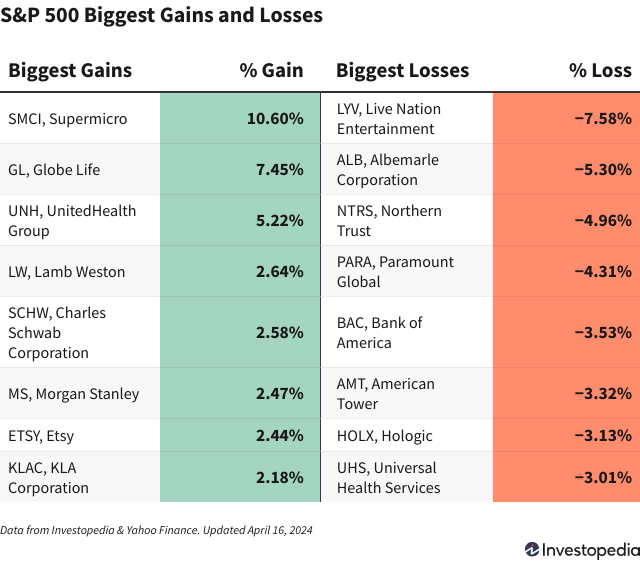 S&P 500 Biggest Gains and Losses
Biggest Gains % Gain Biggest Losses % Loss
SMCI, Supermicro 10.60% LYV, Live Nation
Entertainment −7.58%
GL, Globe Life 7.45% ALB, Albemarle
Corporation −5.30%
UNH, UnitedHealth
Group 5.22% NTRS, Northern
Trust −4.96%
LW, Lamb Weston 2.64% PARA, Paramount
Global −4.31%
SCHW, Charles
Schwab
Corporation 2.58% BAC, Bank of
America −3.53%
MS, Morgan Stanley 2.47% AMT, American
Tower −3.32%
ETSY, Etsy 2.44% HOLX, Hologic −3.13%
KLAC, KLA
Corporation 2.18% UHS, Universal
Health Services −3.01%
Data from Investopedia & Yahoo Finance. Updated April 16, 2024
Investopedia